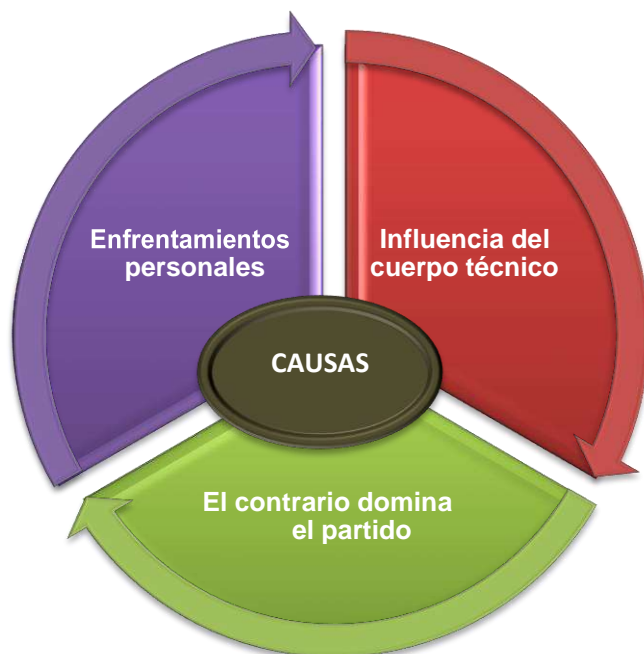 Enfrentamientos
personales
Influencia del
cuerpo técnico
CAUSAS
El contrario domina
el partido